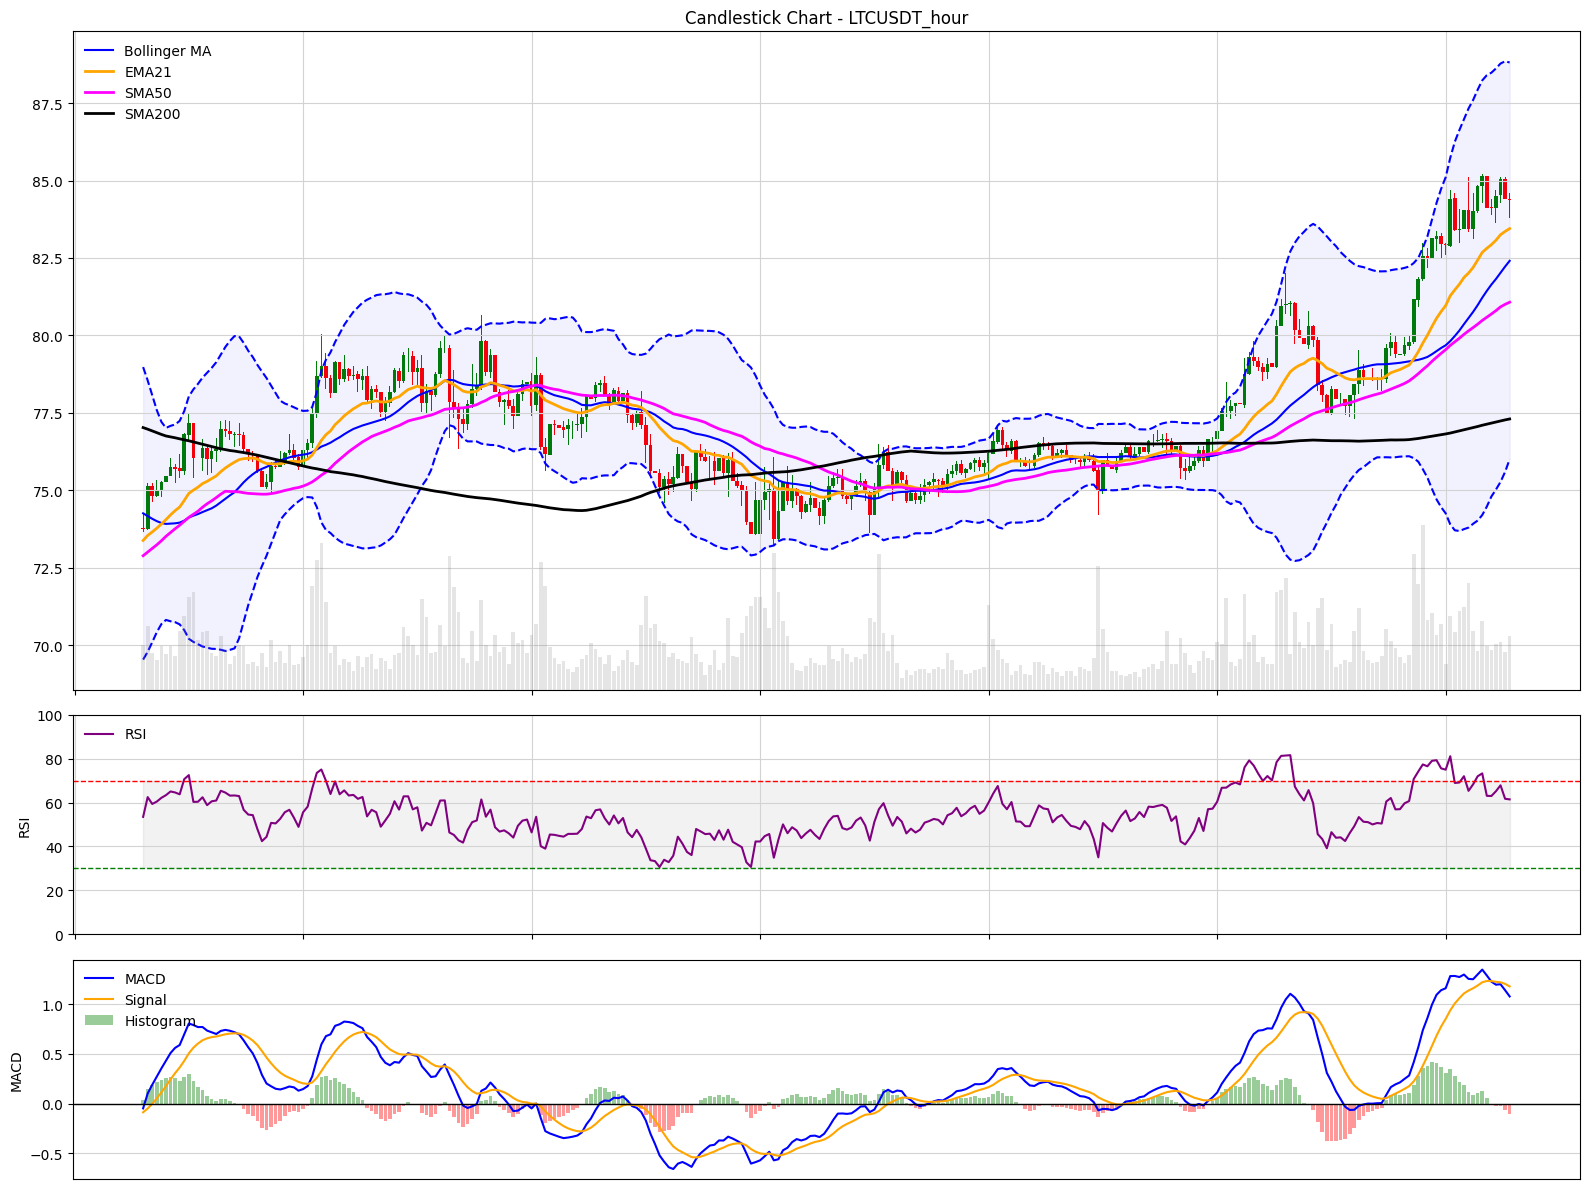 Candlestick Chart - LTCUSDT_hour
Bollinger MA
EMA21
SMA50
SMA200
87.5
85.0
82.5
80.0
77.5
75.0
72.5
70.0
RSI
100
80
60
40
20
0
RSI
MACD
Signal
Histogram
1.0
0.5
0.0
−0.5
MACD